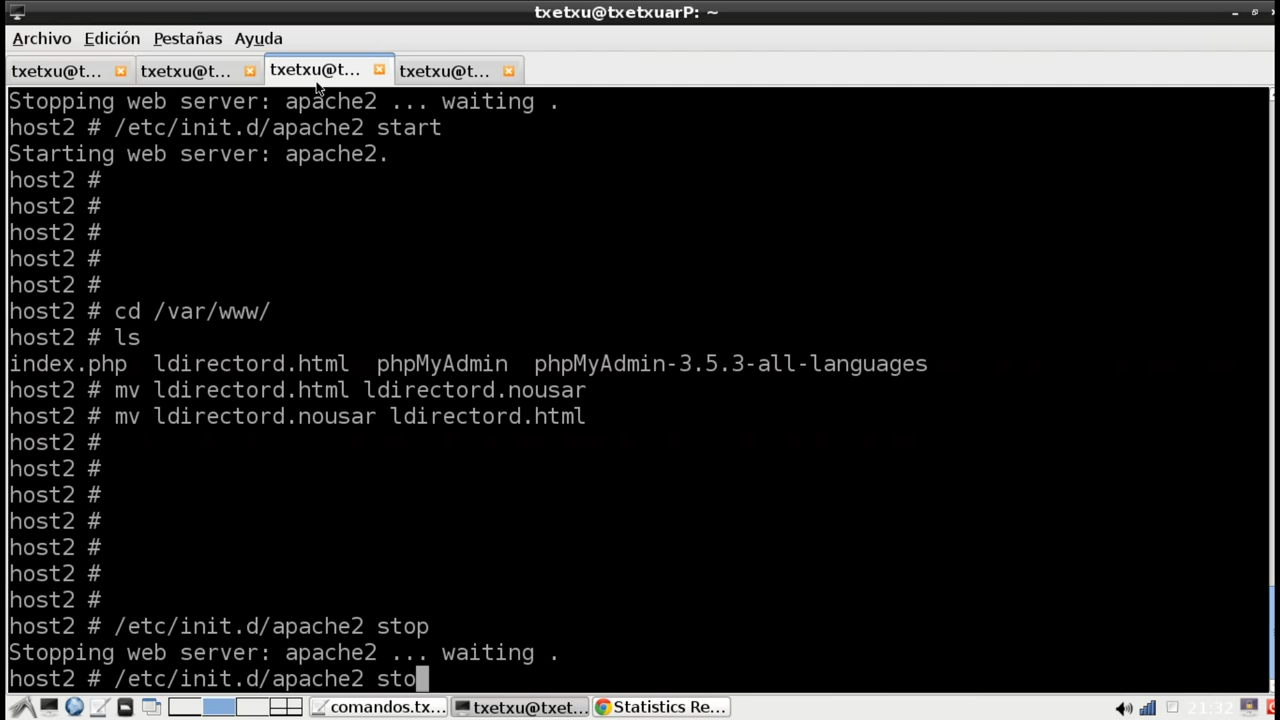 txetxu@txetxuarP: ~
Archivo Edición Pestañas Ayuda
txetxu@t... txetxu@t... txetxu@t... txetxu@t...
Stopping web server: apache2 ... waiting .
host2 # /etc/init.d/apache2 start
Starting web server: apache2.
host2 #
host2 #
host2 #
host2 #
host2 #
host2 # cd /var/www/
host2 # ls
index.php ldirectord.html phpMyAdmin phpMyAdmin-3.5.3-all-languages
host2 # mv ldirectord.html ldirectord.nousar
host2 # mv ldirectord.nousar ldirectord.html
host2 #
host2 #
host2 #
host2 #
host2 #
host2 #
host2 #
host2 # /etc/init.d/apache2 stop
Stopping web server: apache2 ... waiting .
host2 # /etc/init.d/apache2 sto
comandos.tx... txetxu@txet... Statistics Re... 21:32